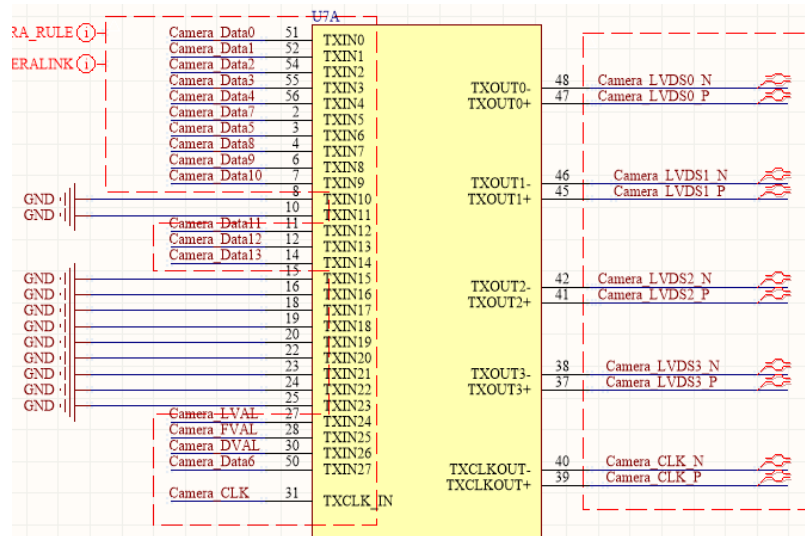 U7A
RA_RULE
ERALINK
Camera_Data0 51 TXIN0
Camera_Data1 52 TXIN1
Camera_Data2 54 TXIN2
Camera_Data3 55 TXIN3
Camera_Data4 56 TXIN4
Camera_Data7 2 TXIN5
Camera_Data5 3 TXIN6
Camera_Data8 4 TXIN7
Camera_Data9 6 TXIN8
Camera_Data10 7 TXIN9
GND 8 TXIN10
GND 10 TXIN11
Camera_Data11 11 TXIN12
Camera_Data12 12 TXIN13
Camera_Data13 14 TXIN14
GND 15 TXIN15
GND 16 TXIN16
GND 18 TXIN17
GND 19 TXIN18
GND 20 TXIN19
GND 22 TXIN20
GND 23 TXIN21
GND 24 TXIN22
GND 25 TXIN23
Camera_LVAL 27 TXIN24
Camera_FVAL 28 TXIN25
Camera_DVAL 30 TXIN26
Camera_Data6 50 TXIN27
Camera_CLK 31 TXCLK_IN
TXOUT0- 48 Camera_LVDS0_N
TXOUT0+ 47 Camera_LVDS0_P
TXOUT1- 46 Camera_LVDS1_N
TXOUT1+ 45 Camera_LVDS1_P
TXOUT2- 42 Camera_LVDS2_N
TXOUT2+ 41 Camera_LVDS2_P
TXOUT3- 38 Camera_LVDS3_N
TXOUT3+ 37 Camera_LVDS3_P
TXCLKOUT- 40 Camera_CLK_N
TXCLKOUT+ 39 Camera_CLK_P